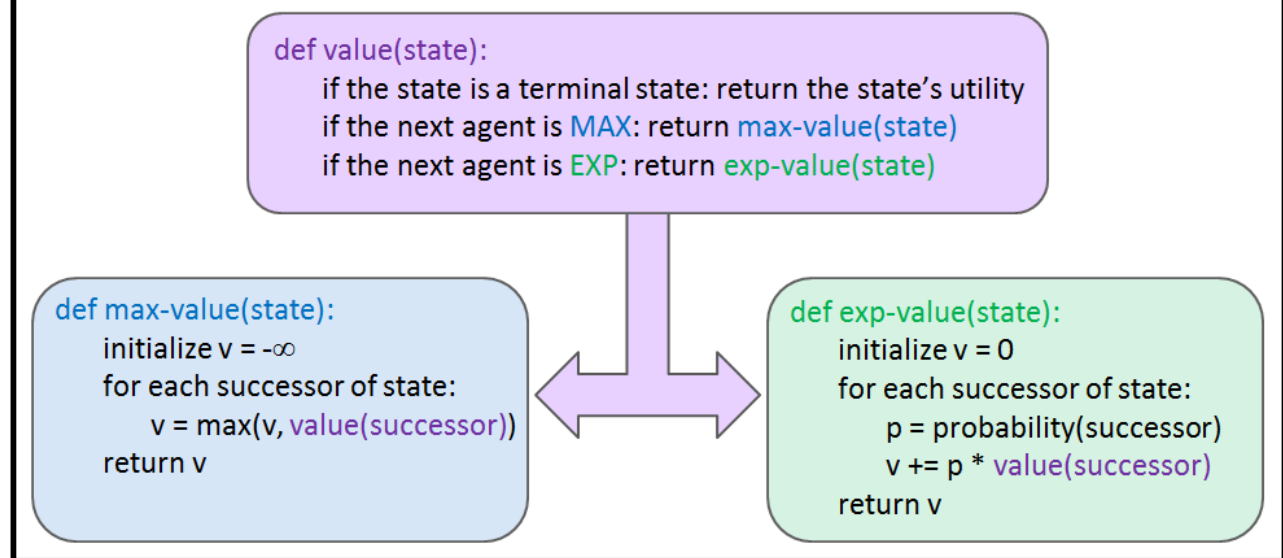 def value(state):
if the state is a terminal state: return the state’s utility
if the next agent is MAX: return max-value(state)
if the next agent is EXP: return exp-value(state)
def max-value(state):
initialize v = -∞
for each successor of state:
v = max(v, value(successor))
return v
def exp-value(state):
initialize v = 0
for each successor of state:
p = probability(successor)
v += p * value(successor)
return v